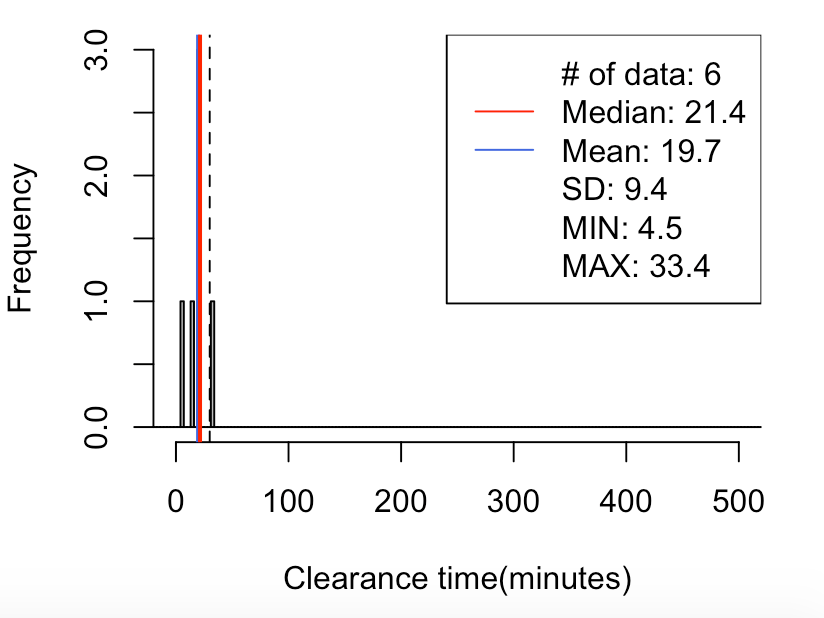 # of data: 6
Median: 21.4
Mean: 19.7
SD: 9.4
MIN: 4.5
MAX: 33.4
Frequency
3.0
2.0
1.0
0.0
0 100 200 300 400 500
Clearance time(minutes)